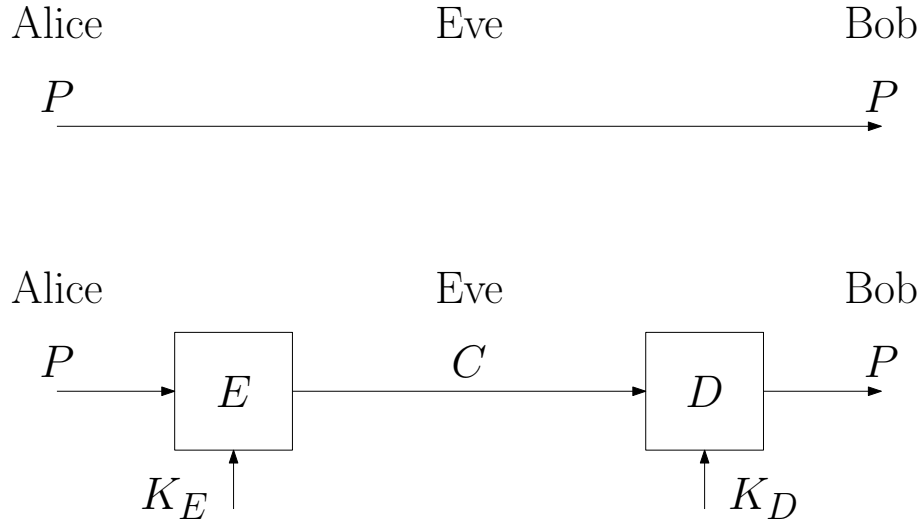 Alice Eve Bob
P P
Alice Eve Bob
P C P
E D
K_E K_D